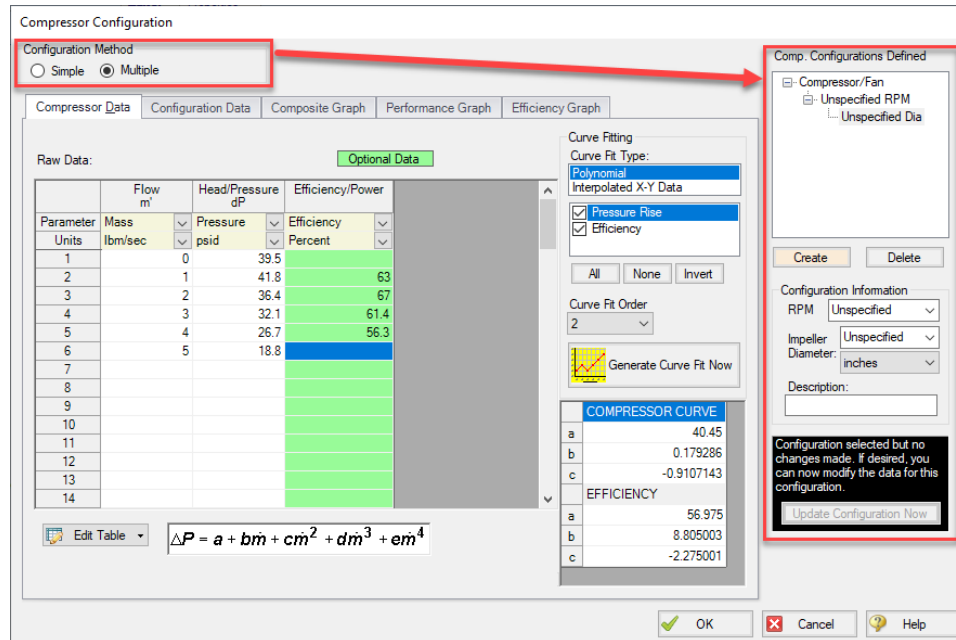 Compressor Configuration
Configuration Method
Simple Multiple
Compressor Data Configuration Data Composite Graph Performance Graph Efficiency Graph
Raw Data: Optional Data
Flow Head/Pressure Efficiency/Power
m' dP
Parameter Mass Pressure Efficiency
Units lbm/sec psid Percent
1 0 39.5
2 1 41.8 63
3 2 36.4 67
4 3 32.1 61.4
5 4 26.7 56.3
6 5 18.8
7
8
9
10
11
12
13
14
Edit Table
ΔP = a + bṁ + cṁ² + dṁ³ + eṁ⁴
Curve Fitting
Curve Fit Type:
Polynomial
Interpolated X-Y Data
Pressure Rise
Efficiency
All None Invert
Curve Fit Order
2
Generate Curve Fit Now
COMPRESSOR CURVE
a 40.45
b 0.179286
c -0.9107143
EFFICIENCY
a 56.975
b 8.805003
c -2.275001
Comp. Configurations Defined
Compressor/Fan
Unspecified RPM
Unspecified Dia
Create Delete
Configuration Information
RPM Unspecified
Impeller Unspecified
Diameter: inches
Description:
Configuration selected but no
changes made. If desired, you
can now modify the data for this
configuration.
Update Configuration Now
OK Cancel Help